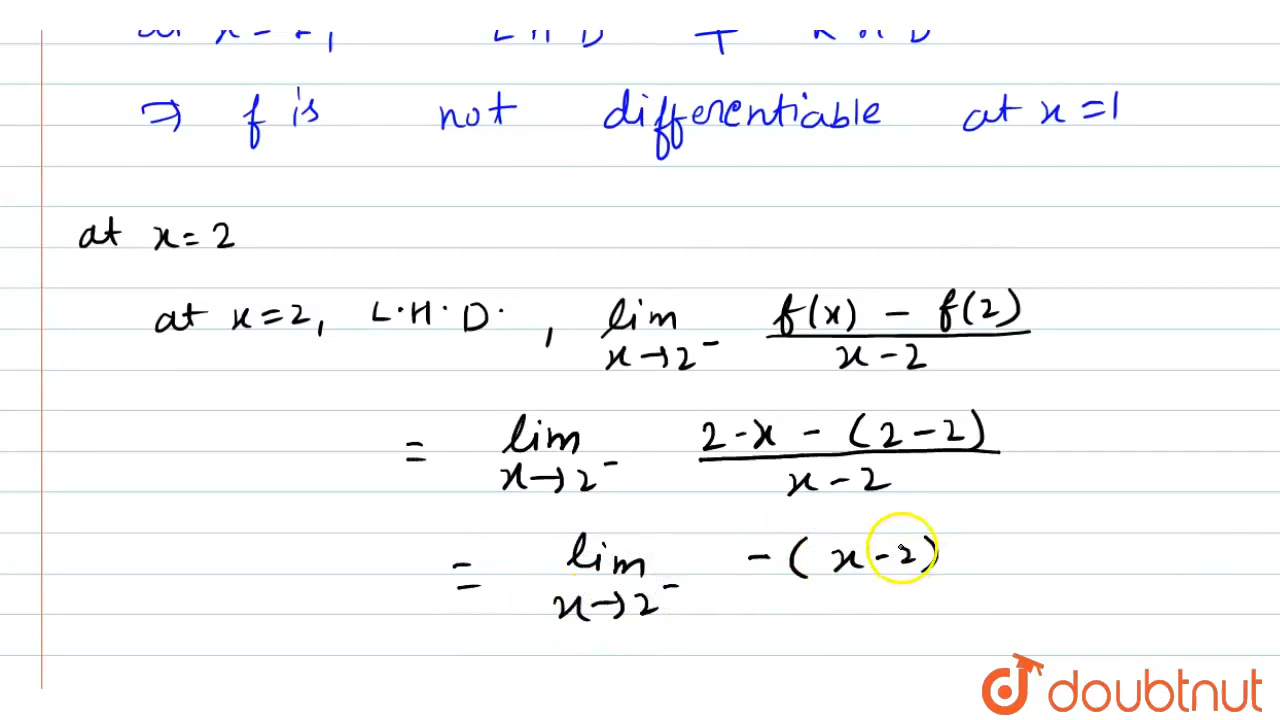 ⇒ f is not differentiable at x = 1
at x = 2
at x = 2, L.H.D. , lim x→2⁻ (f(x) − f(2)) / (x − 2)
= lim x→2⁻ (2 - x − (2 − 2)) / (x − 2)
= lim x→2⁻ − (x − 2)
doubtnut